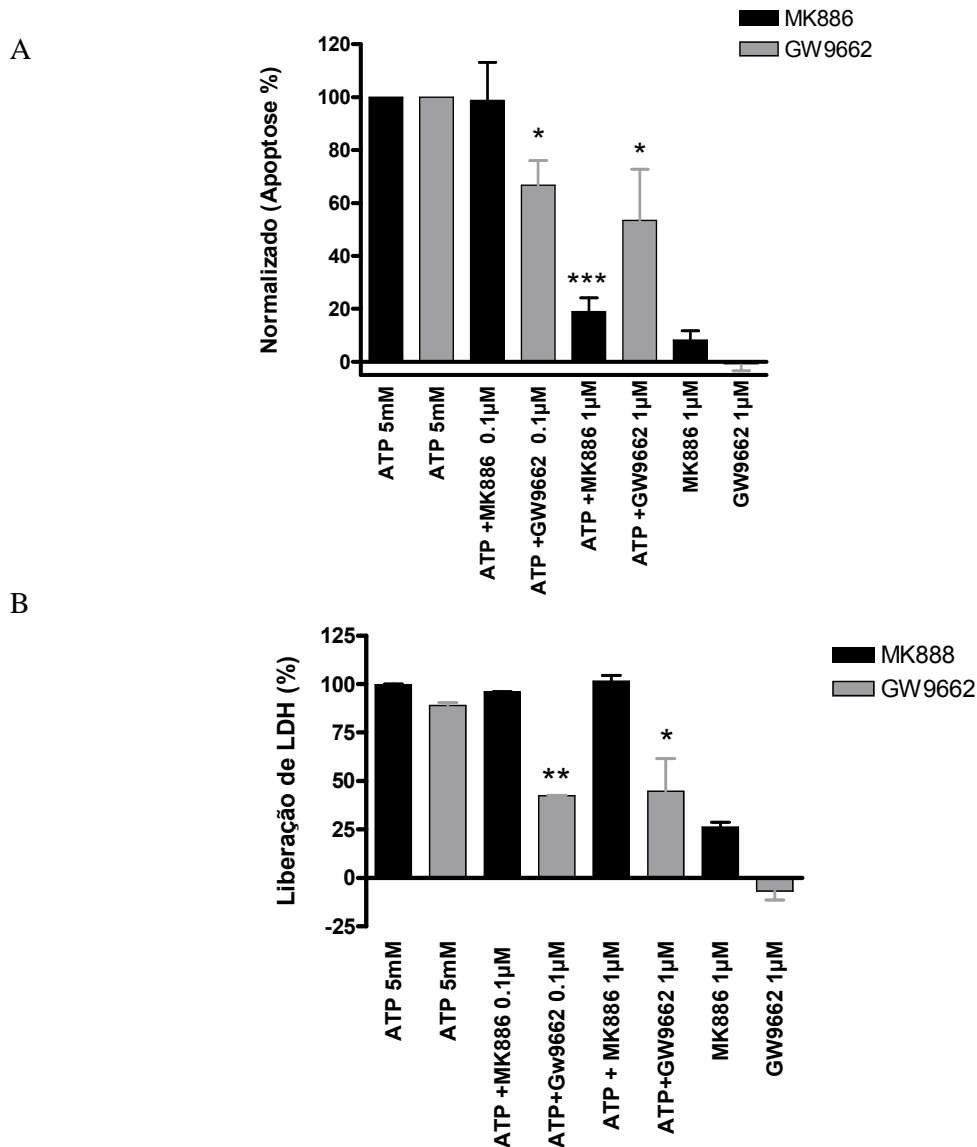 A
MK886
GW9662
Normalizado (Apoptose %)
120
100
80
60
40
20
0
*
*
***
ATP 5mM
ATP 5mM
ATP +MK886 0.1µM
ATP +GW9662 0.1µM
ATP +MK886 1µM
ATP +GW9662 1µM
MK886 1µM
GW9662 1µM
B
MK888
GW9662
Liberação de LDH (%)
125
100
75
50
25
0
-25
**
*
ATP 5mM
ATP 5mM
ATP +MK886 0.1µM
ATP+Gw9662 0.1µM
ATP + MK886 1µM
ATP+GW9662 1µM
MK886 1µM
GW9662 1µM